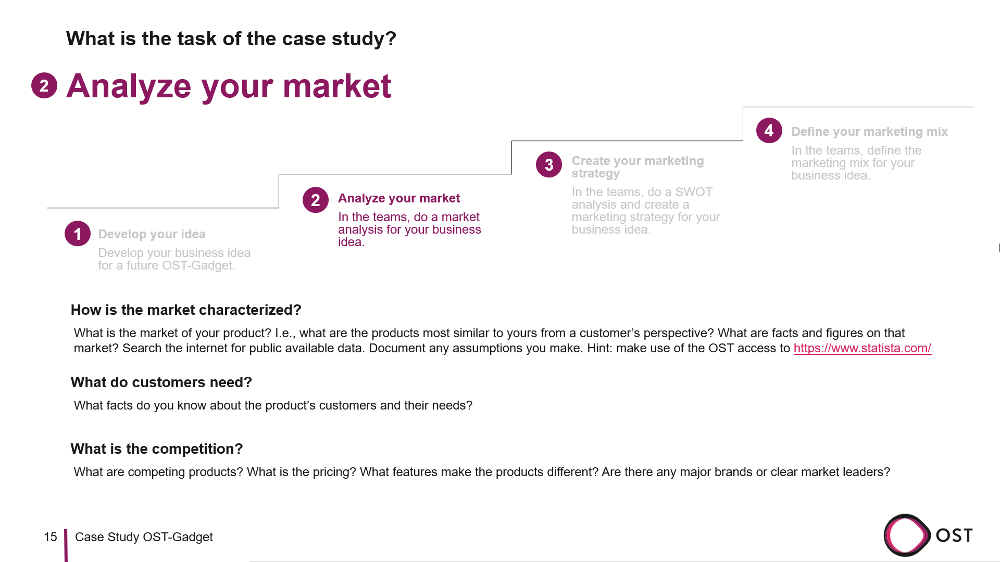 What is the task of the case study?
2 Analyze your market
4 Define your marketing mix
In the teams, define the
marketing mix for your
business idea.
3 Create your marketing
strategy
In the teams, do a SWOT
analysis and create a
marketing strategy for your
business idea.
2 Analyze your market
In the teams, do a market
analysis for your business
idea.
1 Develop your idea
Develop your business idea
for a future OST-Gadget.
How is the market characterized?
What is the market of your product? I.e., what are the products most similar to yours from a customer’s perspective? What are facts and figures on that
market? Search the internet for public available data. Document any assumptions you make. Hint: make use of the OST access to https://www.statista.com/
What do customers need?
What facts do you know about the product’s customers and their needs?
What is the competition?
What are competing products? What is the pricing? What features make the products different? Are there any major brands or clear market leaders?
15 Case Study OST-Gadget
OST